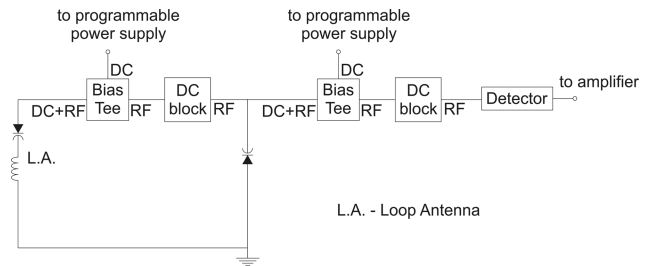 to programmable
power supply
to programmable
power supply
DC
DC
to amplifier
Bias
Tee
DC
block
Bias
Tee
DC
block
Detector
DC+RF
RF
RF
DC+RF
RF
RF
L.A.
L.A. - Loop Antenna